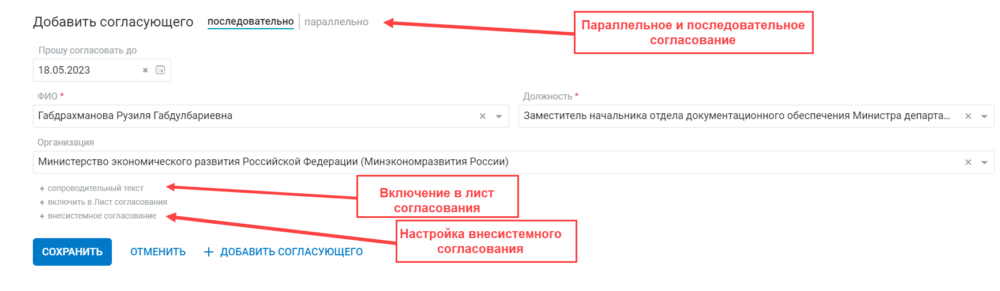 Добавить согласующего последовательно параллельно
Параллельное и последовательное
согласование
Прошу согласовать до
18.05.2023
ФИО * Должность *
Габдрахманова Рузиля Габдулбариевна Заместитель начальника отдела документационного обеспечения Министра департа...
Организация
Министерство экономического развития Российской Федерации (Минэкономразвития России)
+ сопроводительный текст
+ включить в Лист согласования
+ внесистемное согласование
Включение в лист
согласования
Настройка внесистемного
согласования
СОХРАНИТЬ ОТМЕНИТЬ + ДОБАВИТЬ СОГЛАСУЮЩЕГО